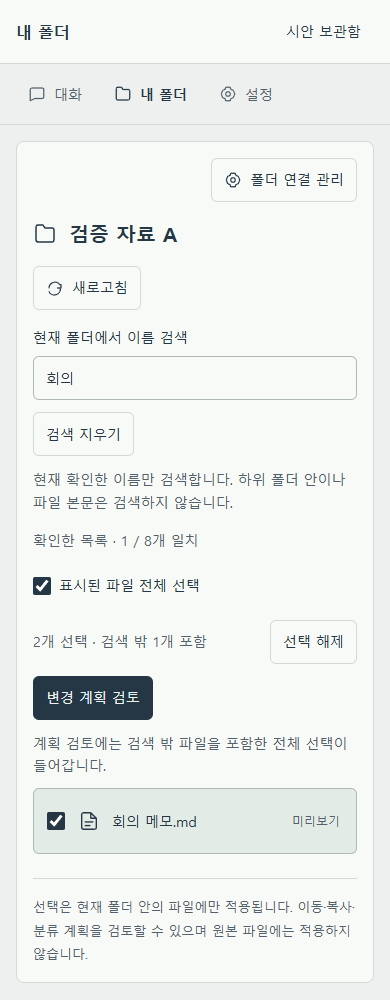 내 폴더
시안 보관함
대화
내 폴더
설정
폴더 연결 관리
검증 자료 A
새로고침
현재 폴더에서 이름 검색
회의
검색 지우기
현재 확인한 이름만 검색합니다. 하위 폴더 안이나
파일 본문은 검색하지 않습니다.
확인한 목록 · 1 / 8개 일치
표시된 파일 전체 선택
2개 선택 · 검색 밖 1개 포함
선택 해제
변경 계획 검토
계획 검토에는 검색 밖 파일을 포함한 전체 선택이
들어갑니다.
회의 메모.md
미리보기
선택은 현재 폴더 안의 파일에만 적용됩니다. 이동·복사·
분류 계획을 검토할 수 있으며 원본 파일에는 적용하지
않습니다.